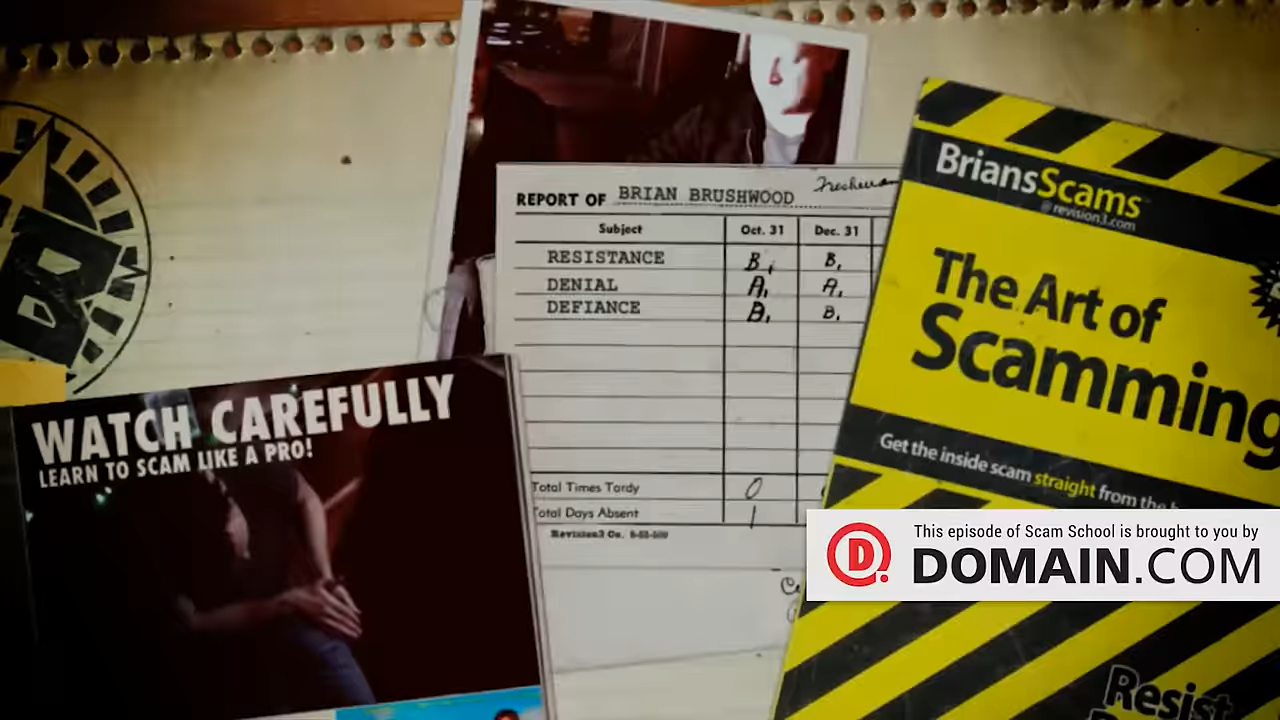 REPORT OF BRIAN BRUSHWOOD
Subject Oct. 31 Dec. 31
RESISTANCE B, B,
DENIAL A, A,
DEFIANCE B, B,
Total Times Tardy 0
Total Days Absent 1
Revision3 Co.
WATCH CAREFULLY
LEARN TO SCAM LIKE A PRO!
BriansScams
@ revision3.com
The Art of
Scamming
Get the inside scam straight from the
This episode of Scam School is brought to you by
D.
DOMAIN.COM
Resist